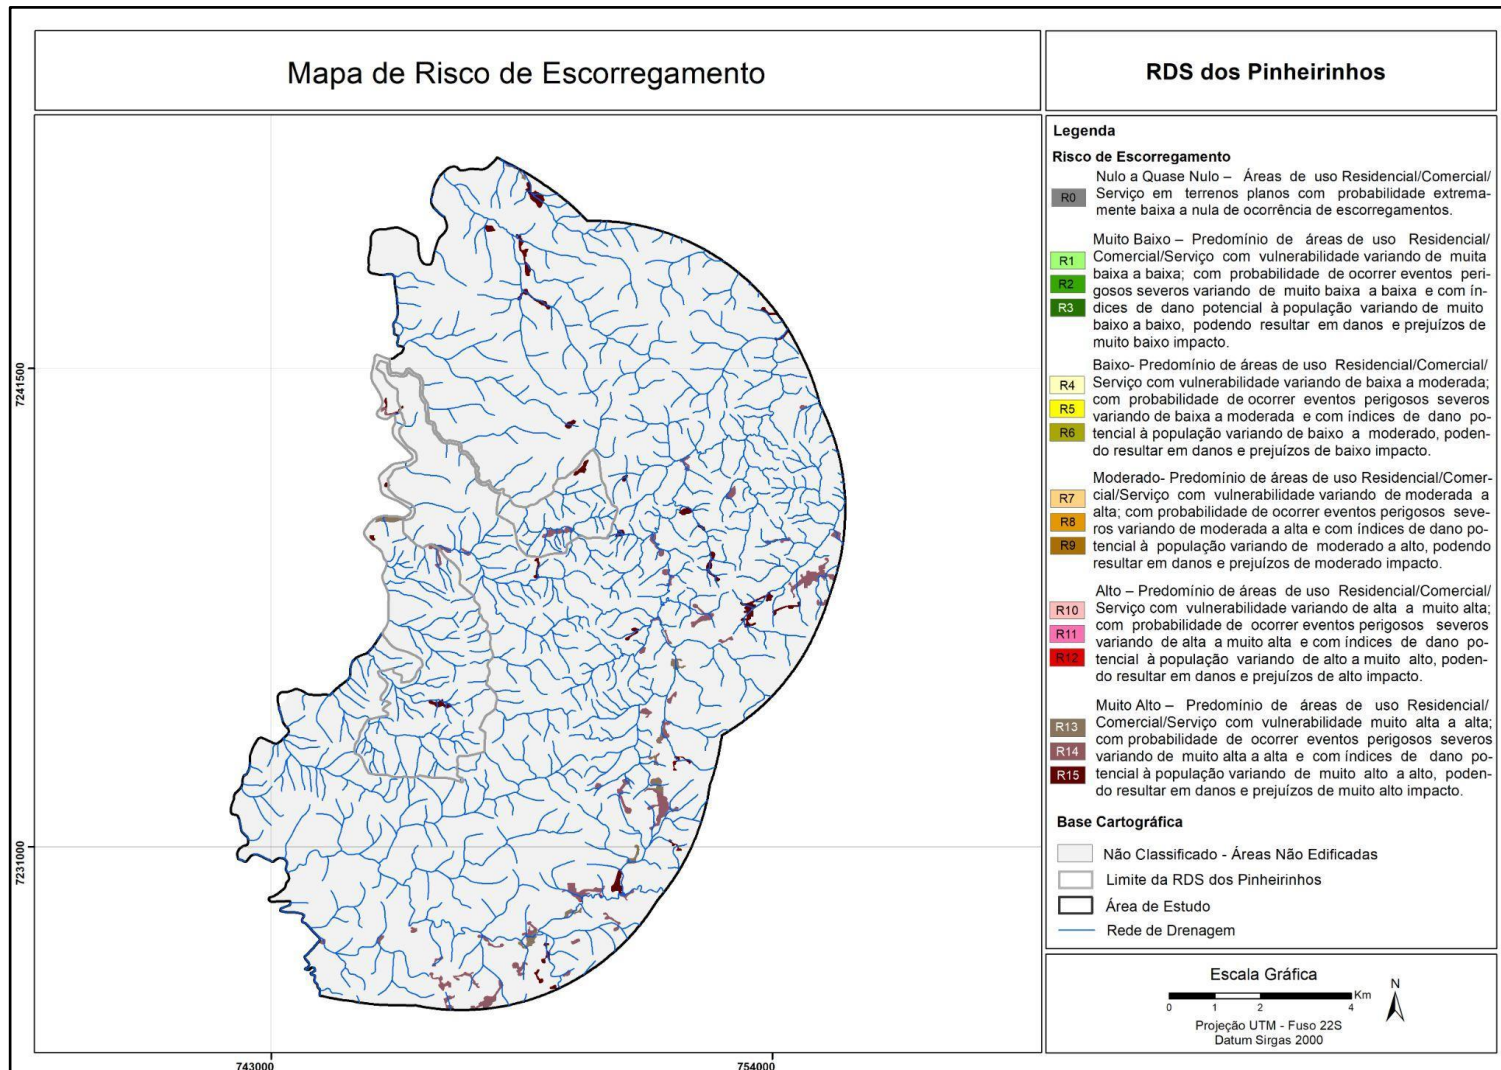 Mapa de Risco de Escorregamento
RDS dos Pinheirinhos
Legenda
Risco de Escorregamento
Nulo a Quase Nulo – Áreas de uso Residencial/Comercial/
R0 Serviço em terrenos planos com probabilidade extrema-
mente baixa a nula de ocorrência de escorregamentos.
Muito Baixo – Predomínio de áreas de uso Residencial/
R1 Comercial/Serviço com vulnerabilidade variando de muita
baixa a baixa; com probabilidade de ocorrer eventos peri-
R2 gosos severos variando de muito baixa a baixa e com ín-
R3 dices de dano potencial à população variando de muito
baixo a baixo, podendo resultar em danos e prejuízos de
muito baixo impacto.
Baixo- Predomínio de áreas de uso Residencial/Comercial/
R4 Serviço com vulnerabilidade variando de baixa a moderada;
com probabilidade de ocorrer eventos perigosos severos
R5 variando de baixa a moderada e com índices de dano po-
R6 tencial à população variando de baixo a moderado, poden-
do resultar em danos e prejuízos de baixo impacto.
Moderado- Predomínio de áreas de uso Residencial/Comer-
R7 cial/Serviço com vulnerabilidade variando de moderada a
alta; com probabilidade de ocorrer eventos perigosos seve-
R8 ros variando de moderada a alta e com índices de dano po-
R9 tencial à população variando de moderado a alto, podendo
resultar em danos e prejuízos de moderado impacto.
Alto – Predomínio de áreas de uso Residencial/Comercial/
R10 Serviço com vulnerabilidade variando de alta a muito alta;
com probabilidade de ocorrer eventos perigosos severos
R11 variando de alta a muito alta e com índices de dano po-
R12 tencial à população variando de alto a muito alto, poden-
do resultar em danos e prejuízos de alto impacto.
Muito Alto – Predomínio de áreas de uso Residencial/
R13 Comercial/Serviço com vulnerabilidade muito alta a alta;
com probabilidade de ocorrer eventos perigosos severos
R14 variando de muito alta a alta e com índices de dano po-
R15 tencial à população variando de muito alto a alto, poden-
do resultar em danos e prejuízos de muito alto impacto.
Base Cartográfica
Não Classificado - Áreas Não Edificadas
Limite da RDS dos Pinheirinhos
Área de Estudo
Rede de Drenagem
Escala Gráfica
Km
0 1 2 4
N
Projeção UTM - Fuso 22S
Datum Sirgas 2000
7241500
7231000
743000
754000